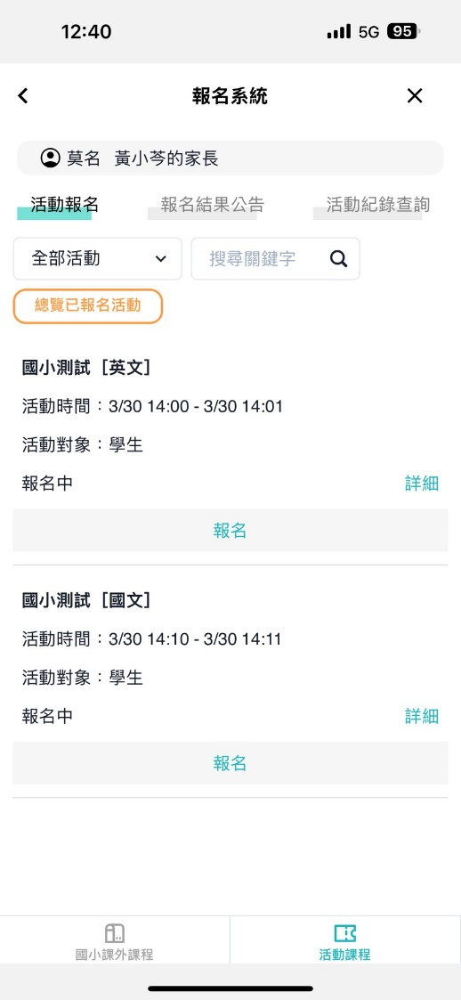 12:40 5G 95
報名系統
莫名 黃小芩的家長
活動報名 報名結果公告 活動紀錄查詢
全部活動 搜尋關鍵字
總覽已報名活動
國小測試［英文］
活動時間：3/30 14:00 - 3/30 14:01
活動對象：學生
報名中 詳細
報名
國小測試［國文］
活動時間：3/30 14:10 - 3/30 14:11
活動對象：學生
報名中 詳細
報名
國小課外課程 活動課程